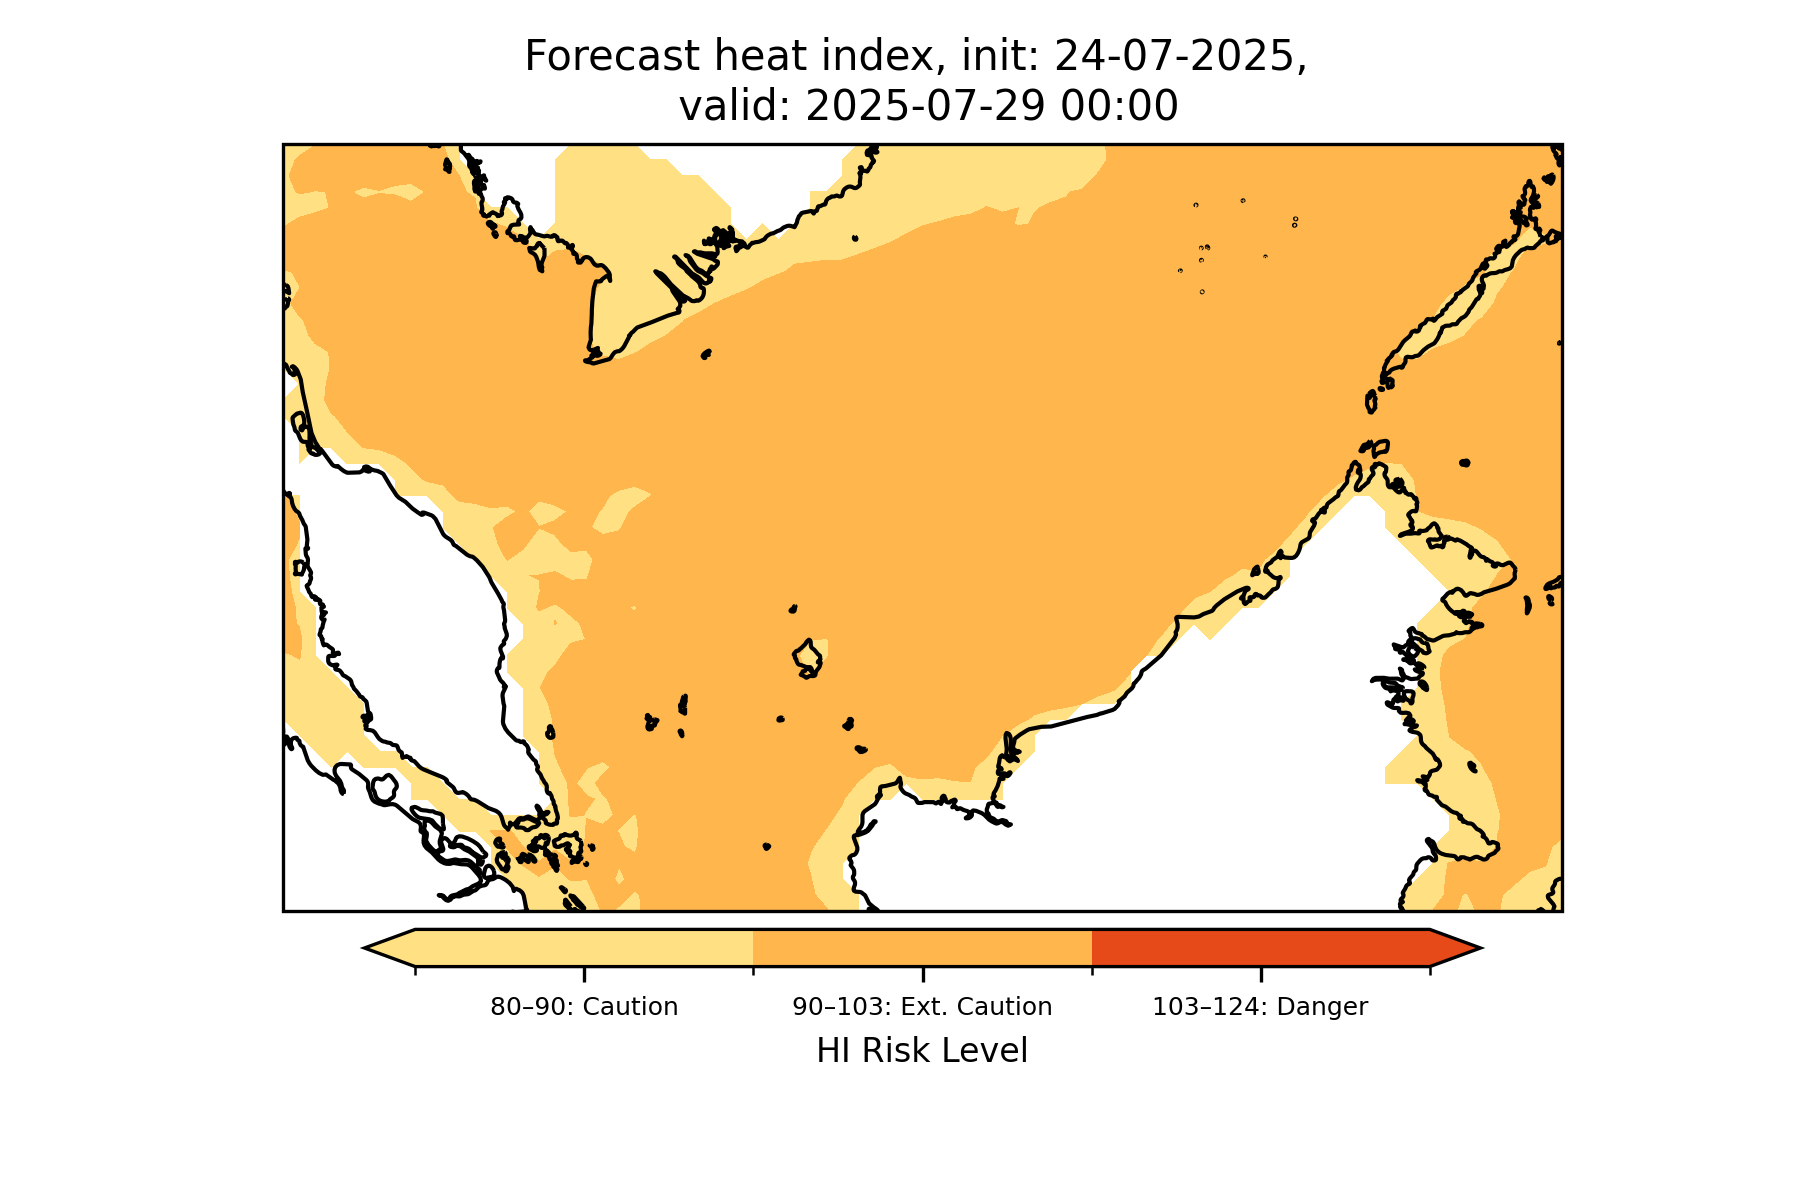 Forecast heat index, init: 24-07-2025,
valid: 2025-07-29 00:00
80–90: Caution
90–103: Ext. Caution
103–124: Danger
HI Risk Level